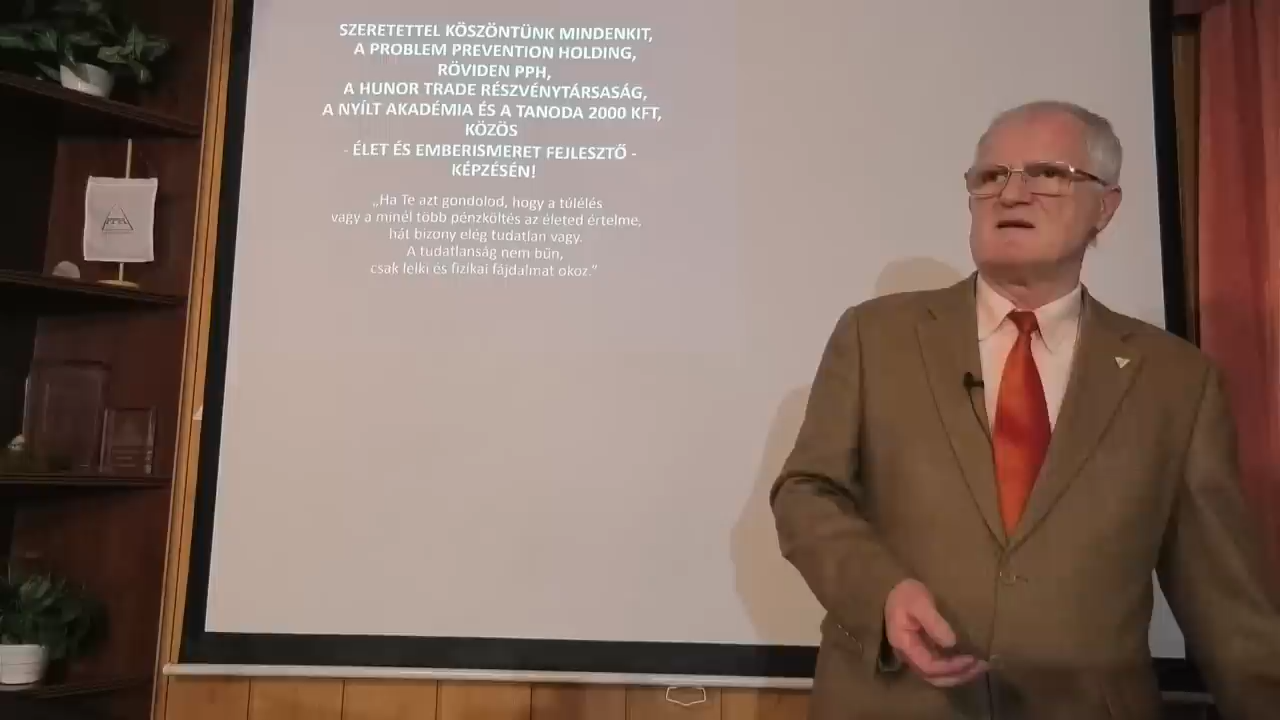 SZERETETTEL KÖSZÖNTÜNK MINDENKIT,
A PROBLEM PREVENTION HOLDING,
RÖVIDEN PPH,
A HUNOR TRADE RÉSZVÉNYTÁRSASÁG,
A NYÍLT AKADÉMIA ÉS A TANODA 2000 KFT,
KÖZÖS
- ÉLET ÉS EMBERISMERET FEJLESZTŐ -
KÉPZÉSÉN!
„Ha Te azt gondolod, hogy a túlélés
vagy a minél több pénzköltés az életed értelme,
hát bizony elég tudatlan vagy.
A tudatlanság nem bűn,
csak lelki és fizikai fájdalmat okoz.”